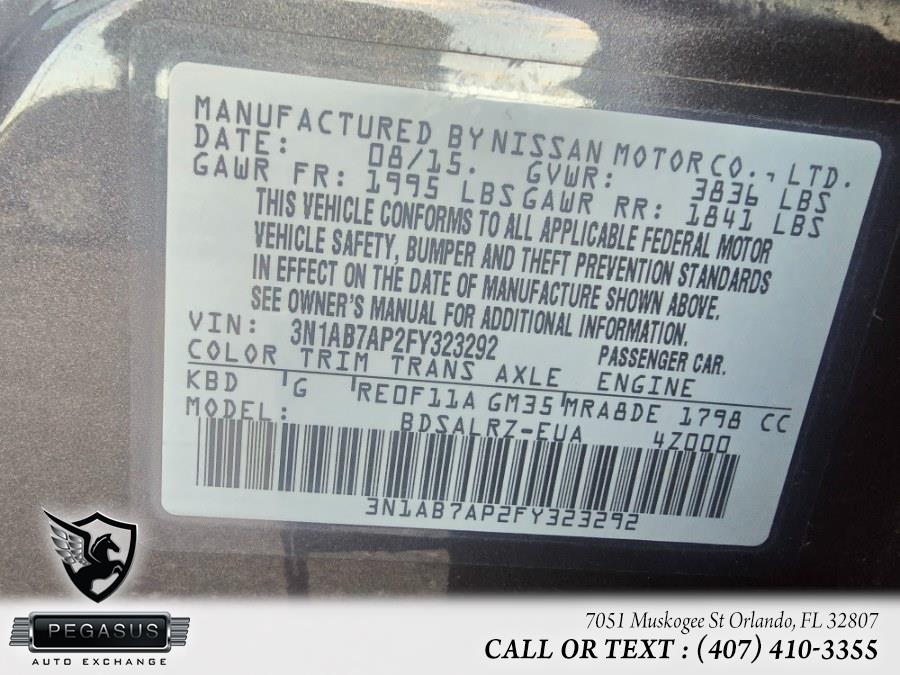 MANUFACTURED BY NISSAN MOTOR CO., LTD.
DATE: 08/15. GVWR: 3836 LBS
GAWR FR: 1995 LBS GAWR RR: 1841 LBS
THIS VEHICLE CONFORMS TO ALL APPLICABLE FEDERAL MOTOR
VEHICLE SAFETY, BUMPER AND THEFT PREVENTION STANDARDS
IN EFFECT ON THE DATE OF MANUFACTURE SHOWN ABOVE.
SEE OWNER'S MANUAL FOR ADDITIONAL INFORMATION.
VIN: 3N1AB7AP2FY323292 PASSENGER CAR.
COLOR TRIM TRANS AXLE ENGINE
KBD G RE0F11A GM35 MRA8DE 1798 CC
MODEL: BDSALRZ-EUA 4Z000
3N1AB7AP2FY323292
PEGASUS
AUTO EXCHANGE
7051 Muskogee St Orlando, FL 32807
CALL OR TEXT : (407) 410-3355